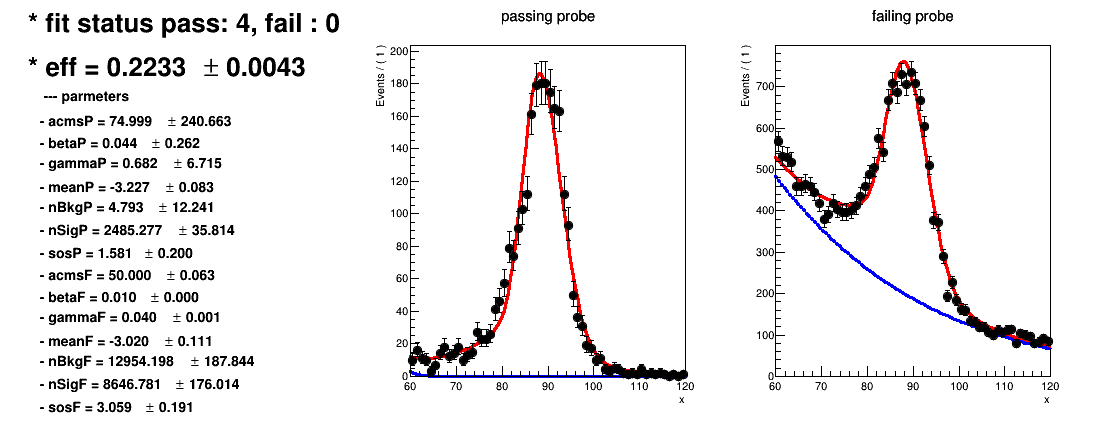 * fit status pass: 4, fail : 0
* eff = 0.2233 ± 0.0043
--- parmeters
- acmsP = 74.999 ± 240.663
- betaP = 0.044 ± 0.262
- gammaP = 0.682 ± 6.715
- meanP = -3.227 ± 0.083
- nBkgP = 4.793 ± 12.241
- nSigP = 2485.277 ± 35.814
- sosP = 1.581 ± 0.200
- acmsF = 50.000 ± 0.063
- betaF = 0.010 ± 0.000
- gammaF = 0.040 ± 0.001
- meanF = -3.020 ± 0.111
- nBkgF = 12954.198 ± 187.844
- nSigF = 8646.781 ± 176.014
- sosF = 3.059 ± 0.191
passing probe
Events / ( 1 )
200
180
160
140
120
100
80
60
40
20
0
60 70 80 90 100 110 120
x
failing probe
Events / ( 1 )
700
600
500
400
300
200
100
0
60 70 80 90 100 110 120
x